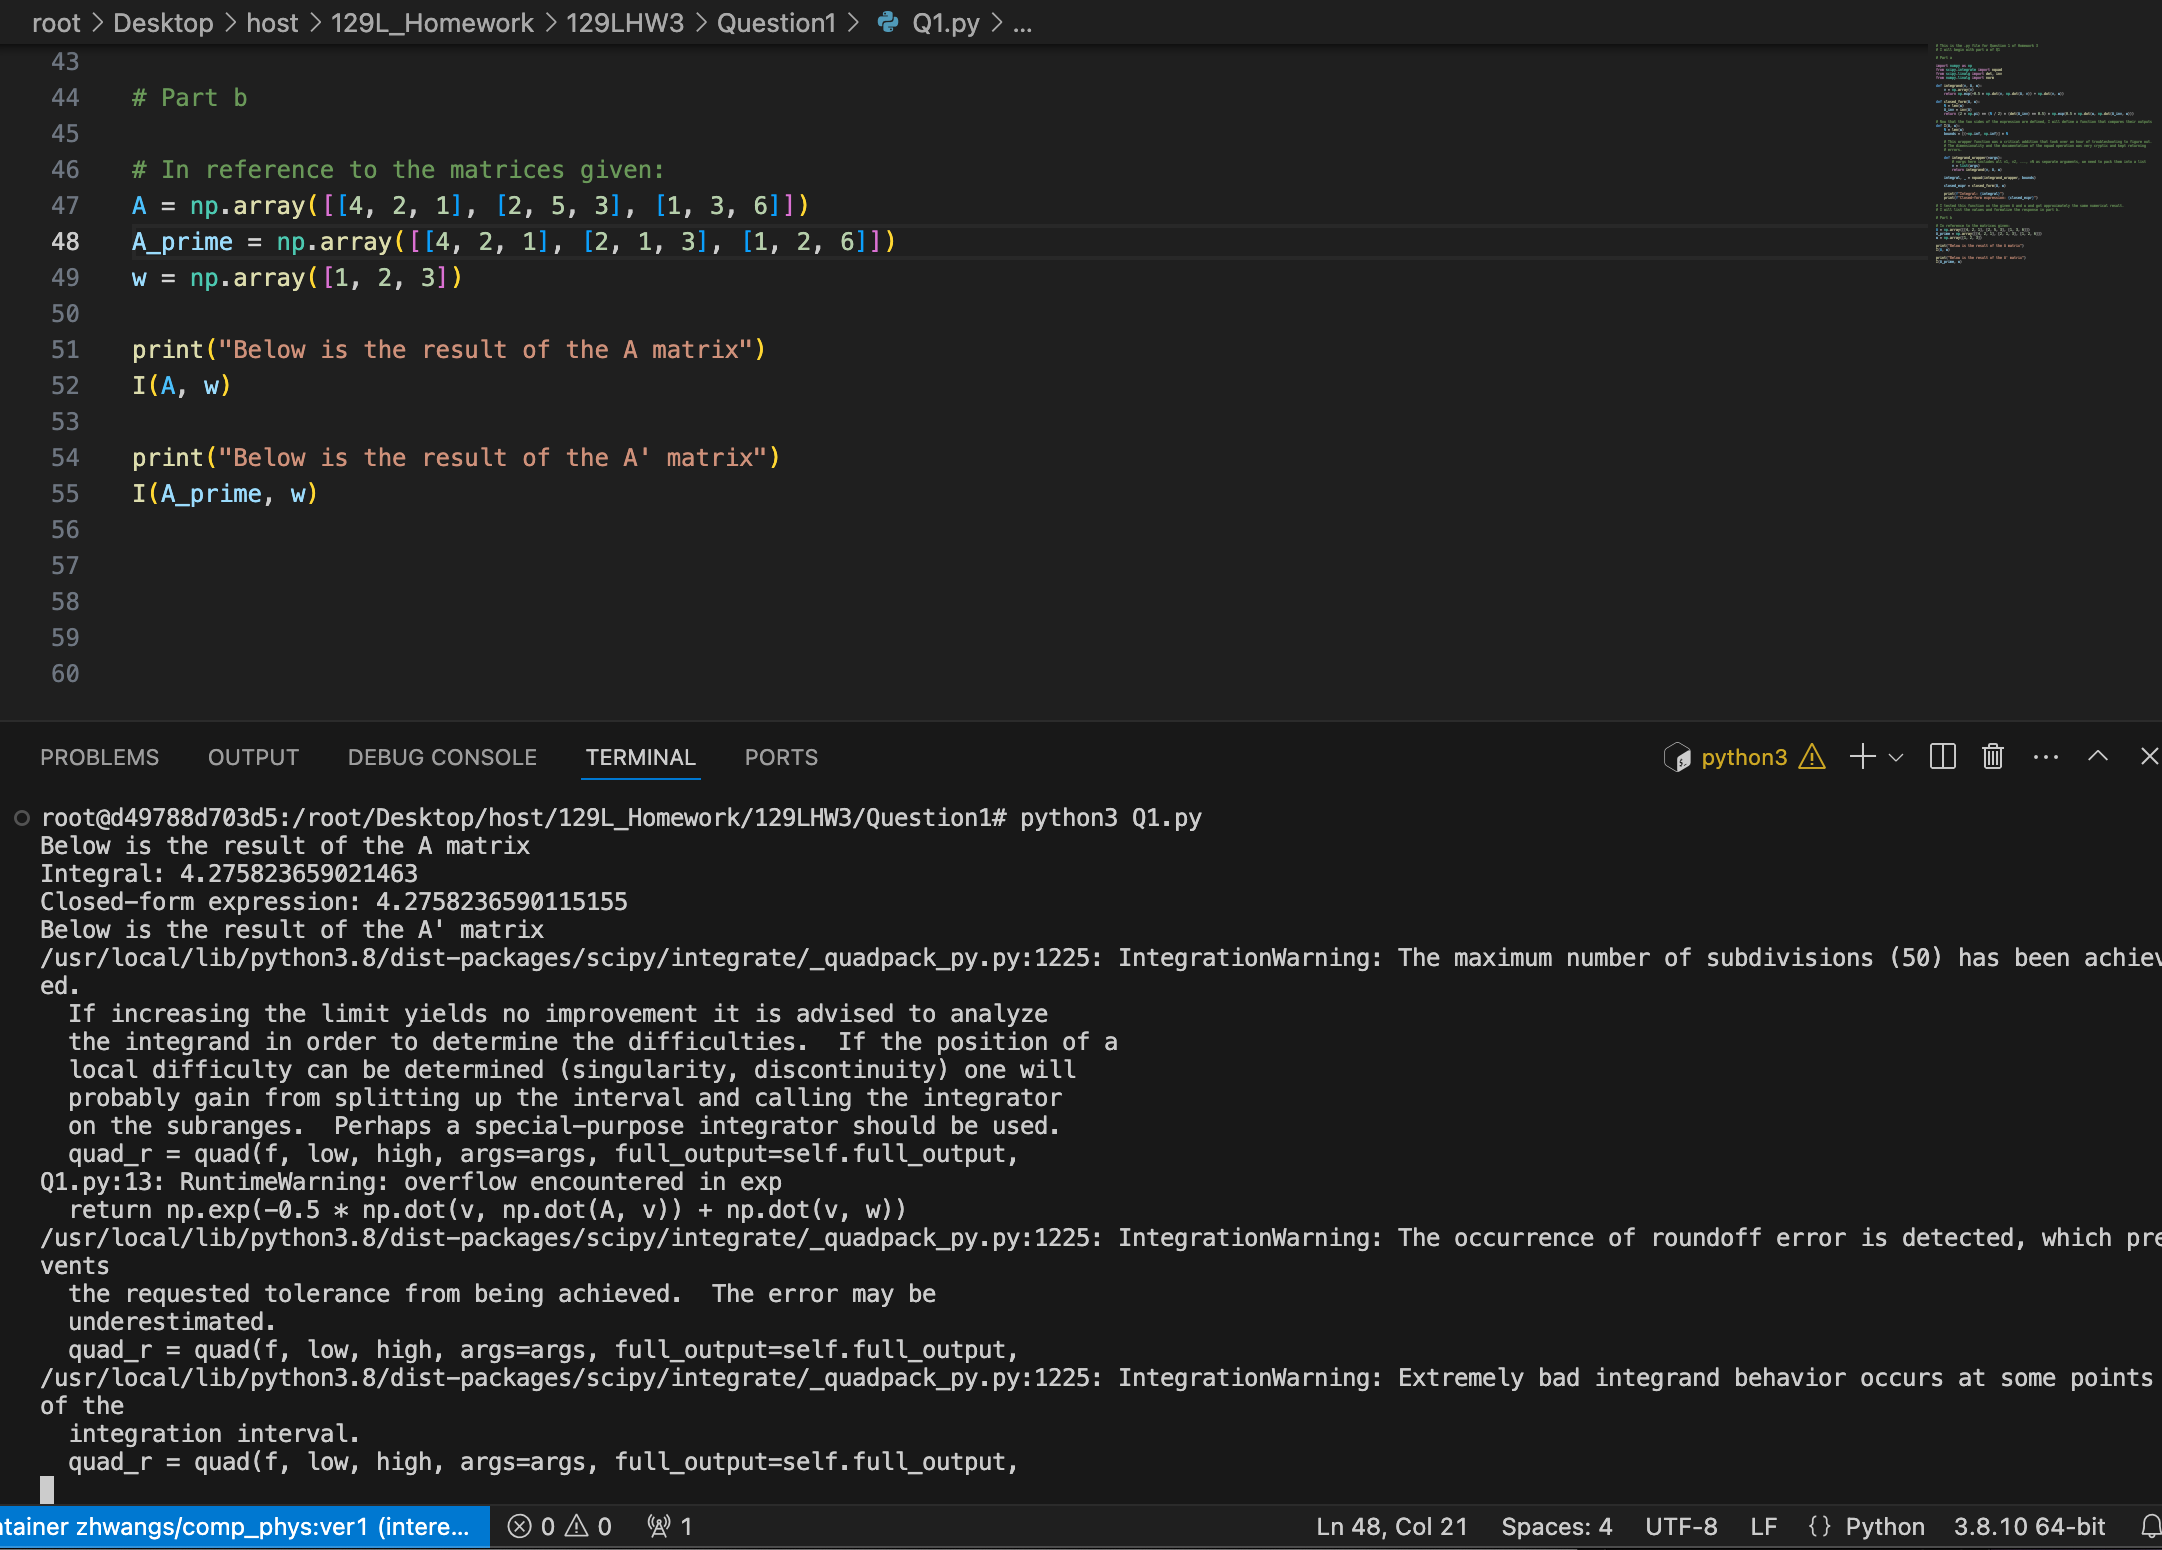 root > Desktop > host > 129L_Homework > 129LHW3 > Question1 > Q1.py > ...
43
44 # Part b
45
46 # In reference to the matrices given:
47 A = np.array([[4, 2, 1], [2, 5, 3], [1, 3, 6]])
48 A_prime = np.array([[4, 2, 1], [2, 1, 3], [1, 2, 6]])
49 w = np.array([1, 2, 3])
50
51 print("Below is the result of the A matrix")
52 I(A, w)
53
54 print("Below is the result of the A' matrix")
55 I(A_prime, w)
56
57
58
59
60
PROBLEMS OUTPUT DEBUG CONSOLE TERMINAL PORTS python3
root@d49788d703d5:/root/Desktop/host/129L_Homework/129LHW3/Question1# python3 Q1.py
Below is the result of the A matrix
Integral: 4.275823659021463
Closed-form expression: 4.2758236590115155
Below is the result of the A' matrix
/usr/local/lib/python3.8/dist-packages/scipy/integrate/_quadpack_py.py:1225: IntegrationWarning: The maximum number of subdivisions (50) has been achiev
ed.
If increasing the limit yields no improvement it is advised to analyze
the integrand in order to determine the difficulties.  If the position of a
local difficulty can be determined (singularity, discontinuity) one will
probably gain from splitting up the interval and calling the integrator
on the subranges.  Perhaps a special-purpose integrator should be used.
quad_r = quad(f, low, high, args=args, full_output=self.full_output,
Q1.py:13: RuntimeWarning: overflow encountered in exp
return np.exp(-0.5 * np.dot(v, np.dot(A, v)) + np.dot(v, w))
/usr/local/lib/python3.8/dist-packages/scipy/integrate/_quadpack_py.py:1225: IntegrationWarning: The occurrence of roundoff error is detected, which pre
vents
the requested tolerance from being achieved.  The error may be
underestimated.
quad_r = quad(f, low, high, args=args, full_output=self.full_output,
/usr/local/lib/python3.8/dist-packages/scipy/integrate/_quadpack_py.py:1225: IntegrationWarning: Extremely bad integrand behavior occurs at some points
of the
integration interval.
quad_r = quad(f, low, high, args=args, full_output=self.full_output,
ntainer zhwangs/comp_phys:ver1 (intere... 0 0 1 Ln 48, Col 21 Spaces: 4 UTF-8 LF {} Python 3.8.10 64-bit